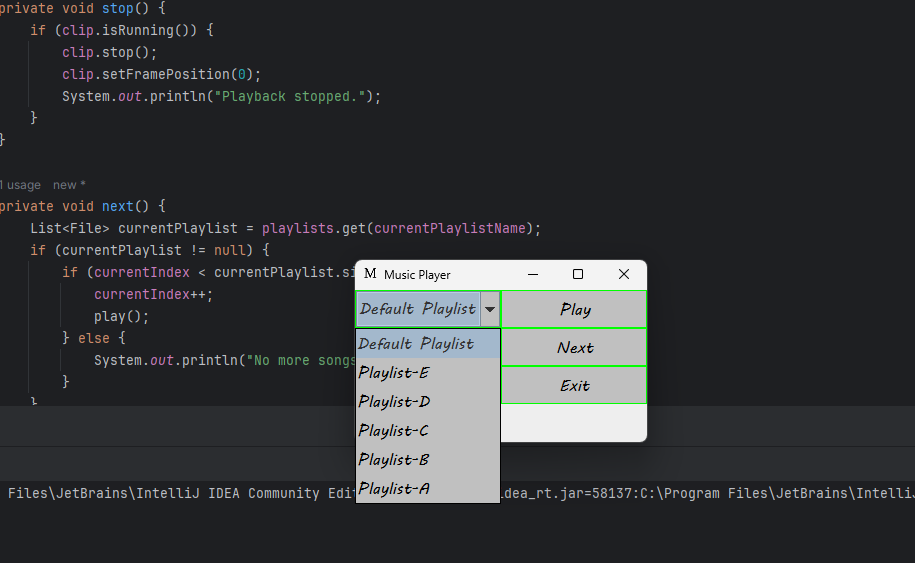 private void stop() {
if (clip.isRunning()) {
clip.stop();
clip.setFramePosition(0);
System.out.println("Playback stopped.");
}
}
1 usage new *
private void next() {
List<File> currentPlaylist = playlists.get(currentPlaylistName);
if (currentPlaylist != null) {
if (currentIndex < currentPlaylist.si
currentIndex++;
play();
} else {
System.out.println("No more songs
}
}
M Music Player
Default Playlist
Play
Default Playlist
Next
Playlist-E
Exit
Playlist-D
Playlist-C
Playlist-B
Playlist-A
Files\JetBrains\IntelliJ IDEA Community Edit
idea_rt.jar=58137:C:\Program Files\JetBrains\IntelliJ